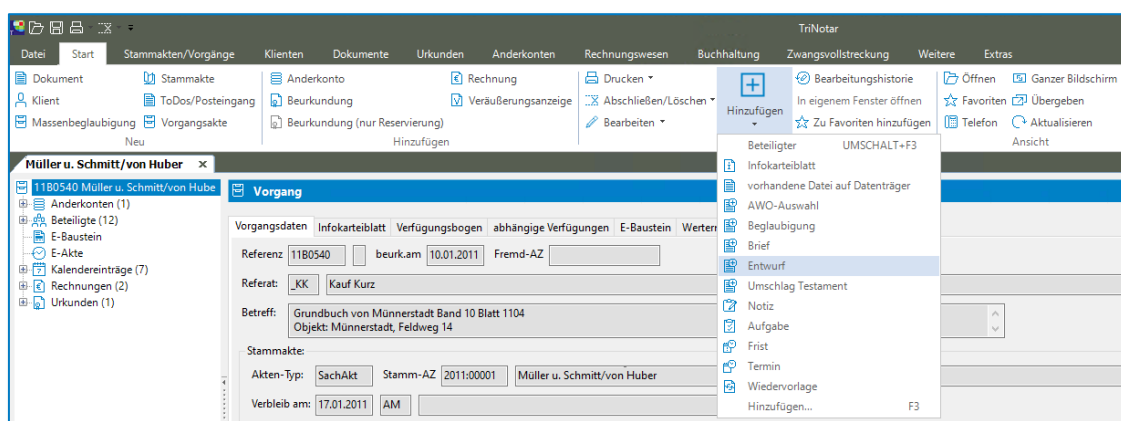 TriNotar
Datei Start Stammakten/Vorgänge Klienten Dokumente Urkunden Anderkonten Rechnungswesen Buchhaltung Zwangsvollstreckung Weitere Extras
Dokument Stammakte Anderkonto Rechnung Drucken Bearbeitungshistorie Öffnen Ganzer Bildschirm
Klient ToDos/Posteingang Beurkundung Veräußerungsanzeige Abschließen/Löschen Hinzufügen In eigenem Fenster öffnen Favoriten Übergeben
Massenbeglaubigung Vorgangsakte Beurkundung (nur Reservierung) Bearbeiten Zu Favoriten hinzufügen Telefon Aktualisieren
Neu Hinzufügen Ansicht
Müller u. Schmitt/von Huber x
11B0540 Müller u. Schmitt/von Hube
Anderkonten (1)
Beteiligte (12)
E-Baustein
E-Akte
Kalendereinträge (7)
Rechnungen (2)
Urkunden (1)
Vorgang
Vorgangsdaten Infokarteiblatt Verfügungsbogen abhängige Verfügungen E-Baustein Werterm
Referenz 11B0540 beurk.am 10.01.2011 Fremd-AZ
Referat: _KK Kauf Kurz
Betreff: Grundbuch von Münnerstadt Band 10 Blatt 1104
Objekt: Münnerstadt, Feldweg 14
Stammakte:
Akten-Typ: SachAkt Stamm-AZ 2011:00001 Müller u. Schmitt/von Huber
Verbleib am: 17.01.2011 AM
Beteiligter UMSCHALT+F3
Infokarteiblatt
vorhandene Datei auf Datenträger
AWO-Auswahl
Beglaubigung
Brief
Entwurf
Umschlag Testament
Notiz
Aufgabe
Frist
Termin
Wiedervorlage
Hinzufügen... F3